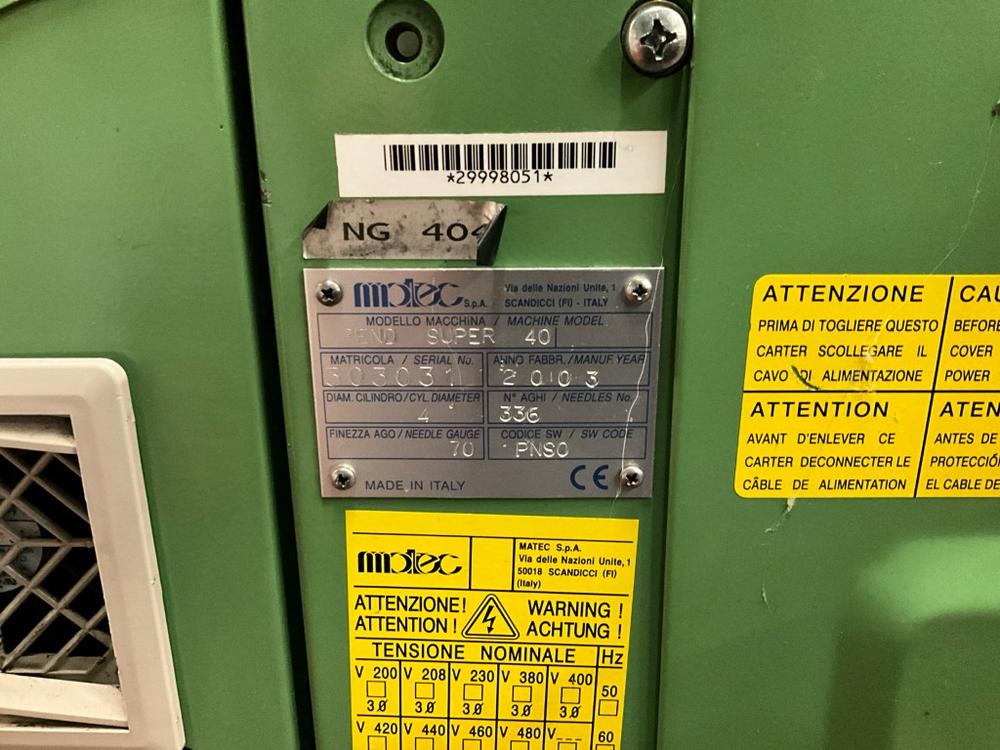 *29998051*
NG 404
matec S.p.A.
Via delle Nazioni Unite, 1
SCANDICCI (FI) - ITALY
MODELLO MACCHINA / MACHINE MODEL
SUPER 40
MATRICOLA / SERIAL No. ANNO FABBR. / MANUF. YEAR
303031 2003
DIAM. CILINDRO / CYL. DIAMETER N° AGHI / NEEDLES No.
4 336
FINEZZA AGO / NEEDLE GAUGE CODICE SW / SW CODE
70 1PNS0
MADE IN ITALY CE
matec
MATEC S.p.A.
Via delle Nazioni Unite, 1
50018 SCANDICCI (FI)
(Italy)
ATTENZIONE! WARNING !
ATTENTION ! ACHTUNG !
TENSIONE NOMINALE Hz
V 200 V 208 V 230 V 380 V 400 50
3Ø 3Ø 3Ø 3Ø 3Ø
V 420 V 440 V 460 V 480 V___ 60
ATTENZIONE
PRIMA DI TOGLIERE QUESTO
CARTER SCOLLEGARE IL
CAVO DI ALIMENTAZIONE
CAU
BEFORE
COVER
POWER
ATTENTION
AVANT D'ENLEVER CE
CARTER DECONNECTER LE
CÂBLE DE ALIMENTATION
ATEN
ANTES DE
PROTECCIÓ
EL CABLE DE